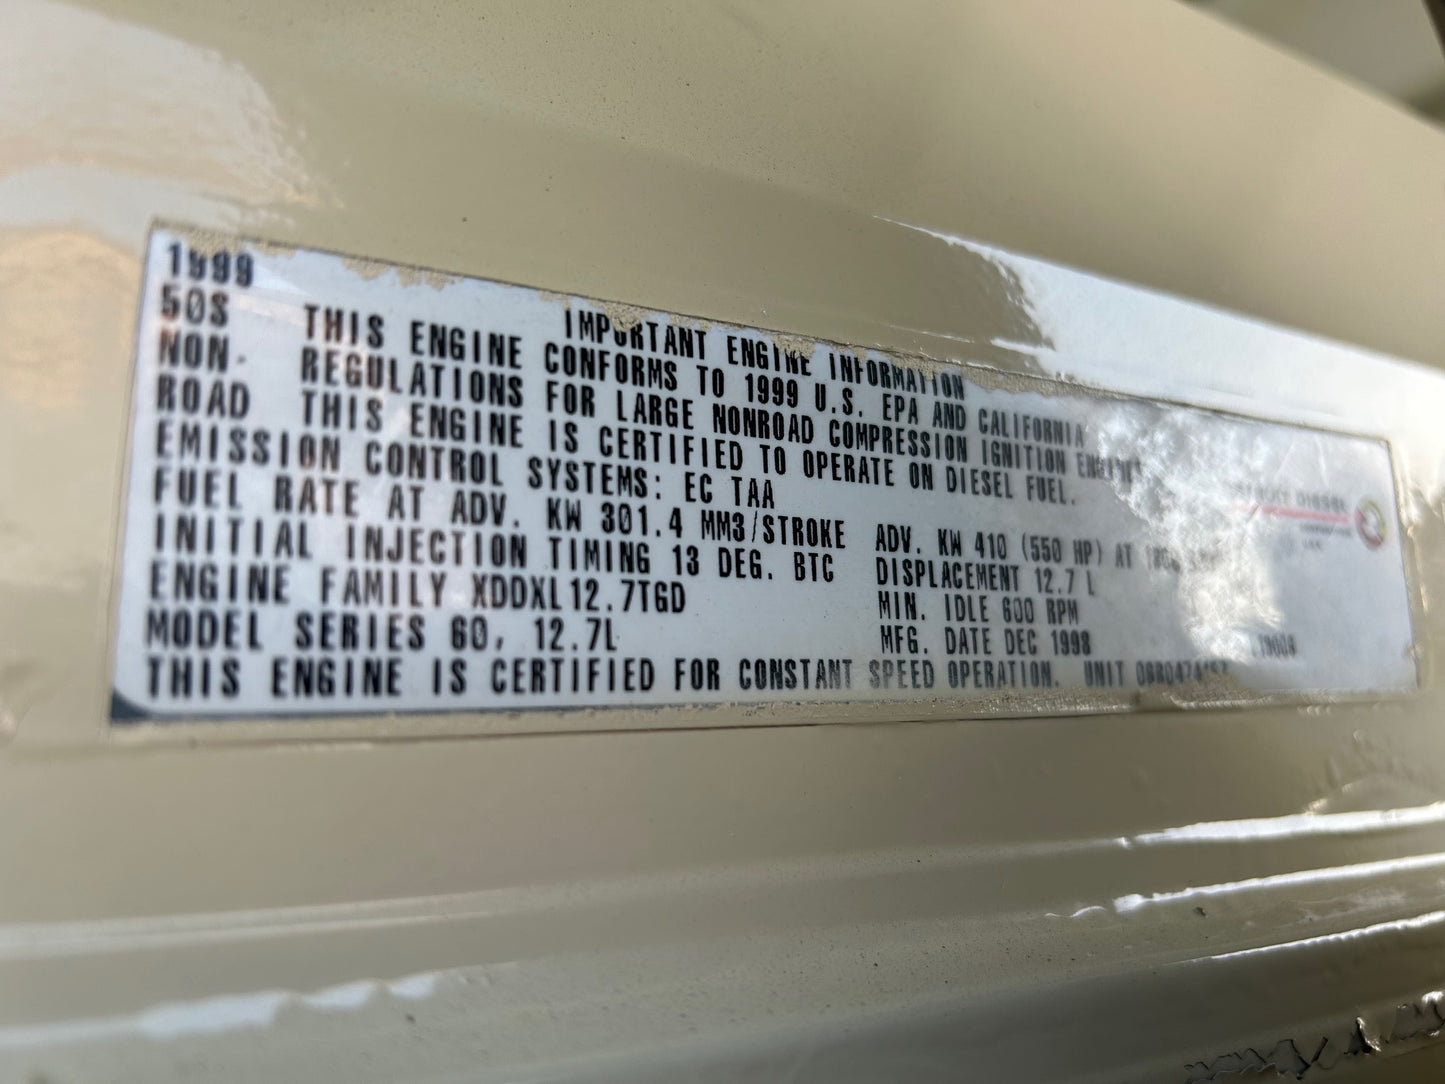 1999
50S
NON-
ROAD
IMPORTANT ENGINE INFORMATION
THIS ENGINE CONFORMS TO 1999 U.S. EPA AND CALIFORNIA
REGULATIONS FOR LARGE NONROAD COMPRESSION IGNITION ENGINES
THIS ENGINE IS CERTIFIED TO OPERATE ON DIESEL FUEL.
EMISSION CONTROL SYSTEMS: EC TAA
FUEL RATE AT ADV. KW 301.4 MM3/STROKE ADV. KW 410 (550 HP) AT
INITIAL INJECTION TIMING 13 DEG. BTC DISPLACEMENT 12.7 L
ENGINE FAMILY XDDXL12.7TGD MIN. IDLE 600 RPM
MODEL SERIES 60, 12.7L MFG. DATE DEC 1998
THIS ENGINE IS CERTIFIED FOR CONSTANT SPEED OPERATION. UNIT
DETROIT DIESEL